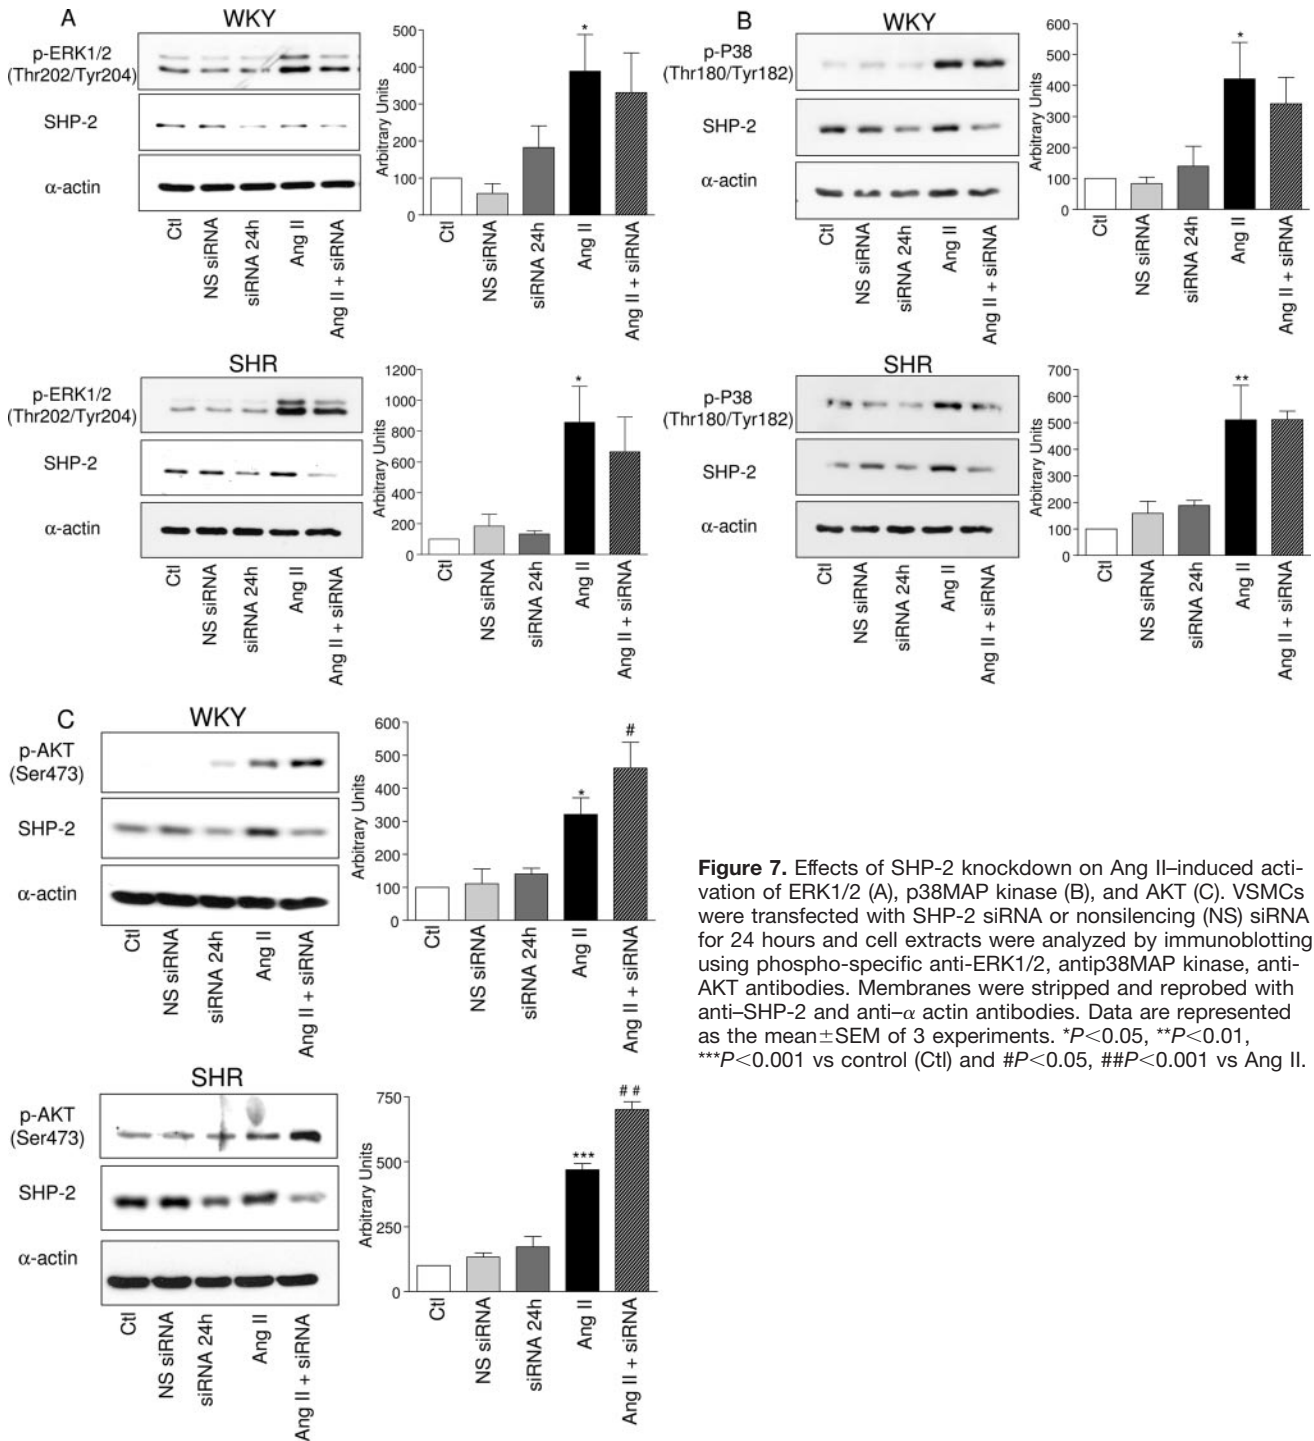 A
WKY
p-ERK1/2
(Thr202/Tyr204)
SHP-2
α-actin
Ctl
NS siRNA
siRNA 24h
Ang II
Ang II + siRNA
Arbitrary Units
500
400
300
200
100
0
*
Ctl
NS siRNA
siRNA 24h
Ang II
Ang II + siRNA
SHR
p-ERK1/2
(Thr202/Tyr204)
SHP-2
α-actin
Ctl
NS siRNA
siRNA 24h
Ang II
Ang II + siRNA
Arbitrary Units
1200
1000
800
600
400
200
0
*
Ctl
NS siRNA
siRNA 24h
Ang II
Ang II + siRNA
B
WKY
p-P38
(Thr180/Tyr182)
SHP-2
α-actin
Ctl
NS siRNA
siRNA 24h
Ang II
Ang II + siRNA
Arbitrary Units
600
500
400
300
200
100
0
*
Ctl
NS siRNA
siRNA 24h
Ang II
Ang II + siRNA
SHR
p-P38
(Thr180/Tyr182)
SHP-2
α-actin
Ctl
NS siRNA
siRNA 24h
Ang II
Ang II + siRNA
Arbitrary Units
700
600
500
400
300
200
100
0
**
Ctl
NS siRNA
siRNA 24h
Ang II
Ang II + siRNA
C
WKY
p-AKT
(Ser473)
SHP-2
α-actin
Ctl
NS siRNA
siRNA 24h
Ang II
Ang II + siRNA
Arbitrary Units
600
500
400
300
200
100
0
*
#
Ctl
NS siRNA
siRNA 24h
Ang II
Ang II + siRNA
SHR
p-AKT
(Ser473)
SHP-2
α-actin
Ctl
NS siRNA
siRNA 24h
Ang II
Ang II + siRNA
Arbitrary Units
750
500
250
0
***
# #
Ctl
NS siRNA
siRNA 24h
Ang II
Ang II + siRNA
Figure 7. Effects of SHP-2 knockdown on Ang II–induced acti-
vation of ERK1/2 (A), p38MAP kinase (B), and AKT (C). VSMCs
were transfected with SHP-2 siRNA or nonsilencing (NS) siRNA
for 24 hours and cell extracts were analyzed by immunoblotting
using phospho-specific anti-ERK1/2, antip38MAP kinase, anti-
AKT antibodies. Membranes were stripped and reprobed with
anti–SHP-2 and anti–α actin antibodies. Data are represented
as the mean±SEM of 3 experiments. *P<0.05, **P<0.01,
***P<0.001 vs control (Ctl) and #P<0.05, ##P<0.001 vs Ang II.